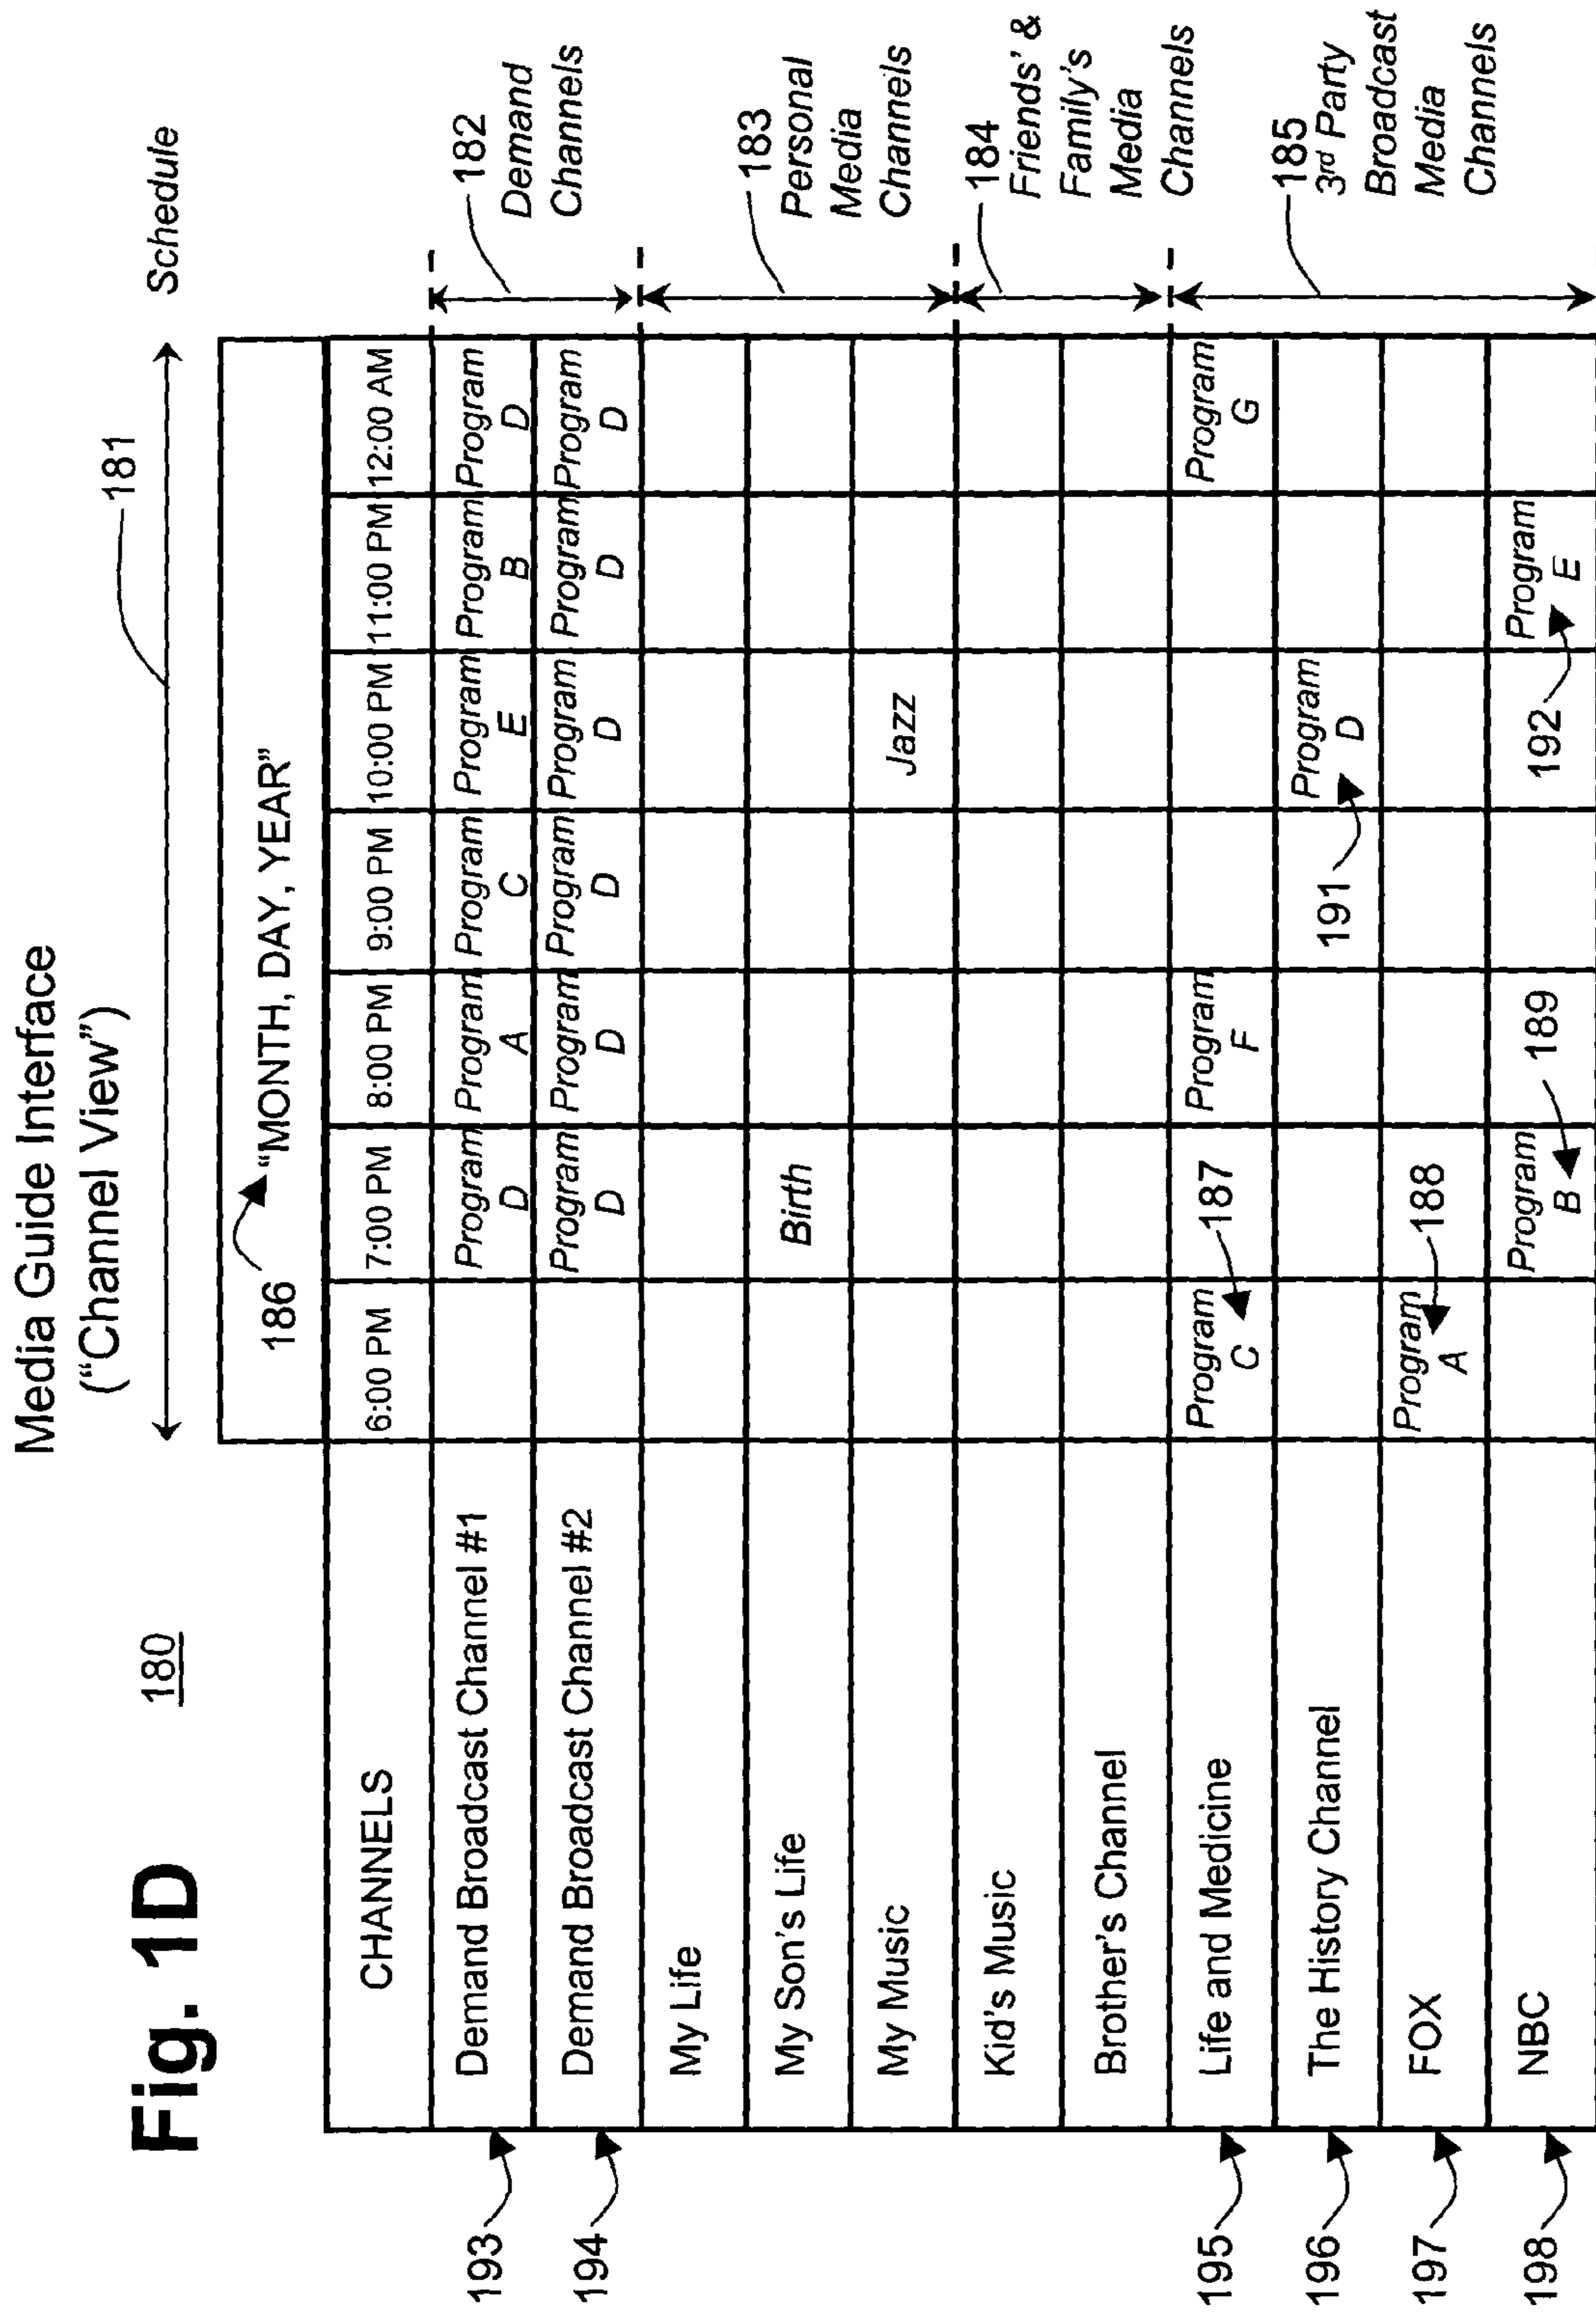 Fig. 1D
180
Media Guide Interface
("Channel View")
181
Schedule
186
"MONTH, DAY, YEAR"
CHANNELS 6:00 PM 7:00 PM 8:00 PM 9:00 PM 10:00 PM 11:00 PM 12:00 AM
193 Demand Broadcast Channel #1 Program D Program A Program C Program E Program B Program D
194 Demand Broadcast Channel #2 Program D Program D Program D Program D Program D Program D
182
Demand
Channels
My Life
My Son's Life Birth
My Music Jazz
183
Personal
Media
Channels
Kid's Music
Brother's Channel
184
Friends' &
Family's
Media
Channels
195 Life and Medicine Program C 187 Program F Program G
196 The History Channel 191 Program D
197 FOX Program A 188
198 NBC Program B 189 192 Program E
185
3rd Party
Broadcast
Media
Channels